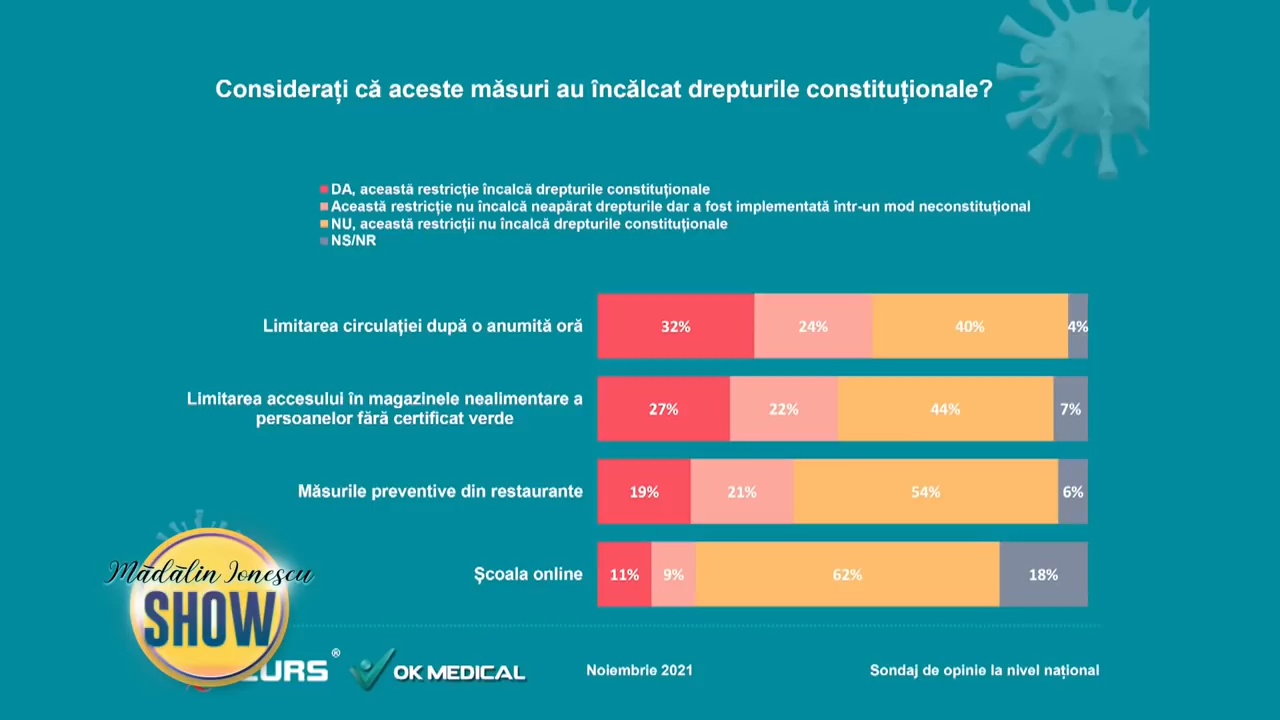 Considerați că aceste măsuri au încălcat drepturile constituționale?
DA, această restricție încalcă drepturile constituționale
Această restricție nu încalcă neapărat drepturile dar a fost implementată într-un mod neconstituțional
NU, această restricții nu încalcă drepturile constituționale
NS/NR
Limitarea circulației după o anumită oră
32% 24% 40% 4%
Limitarea accesului în magazinele nealimentare a
persoanelor fără certificat verde
27% 22% 44% 7%
Măsurile preventive din restaurante
19% 21% 54% 6%
Școala online
11% 9% 62% 18%
Mădălin Ionescu
SHOW
URS®
OK MEDICAL
Noiembrie 2021
Sondaj de opinie la nivel național